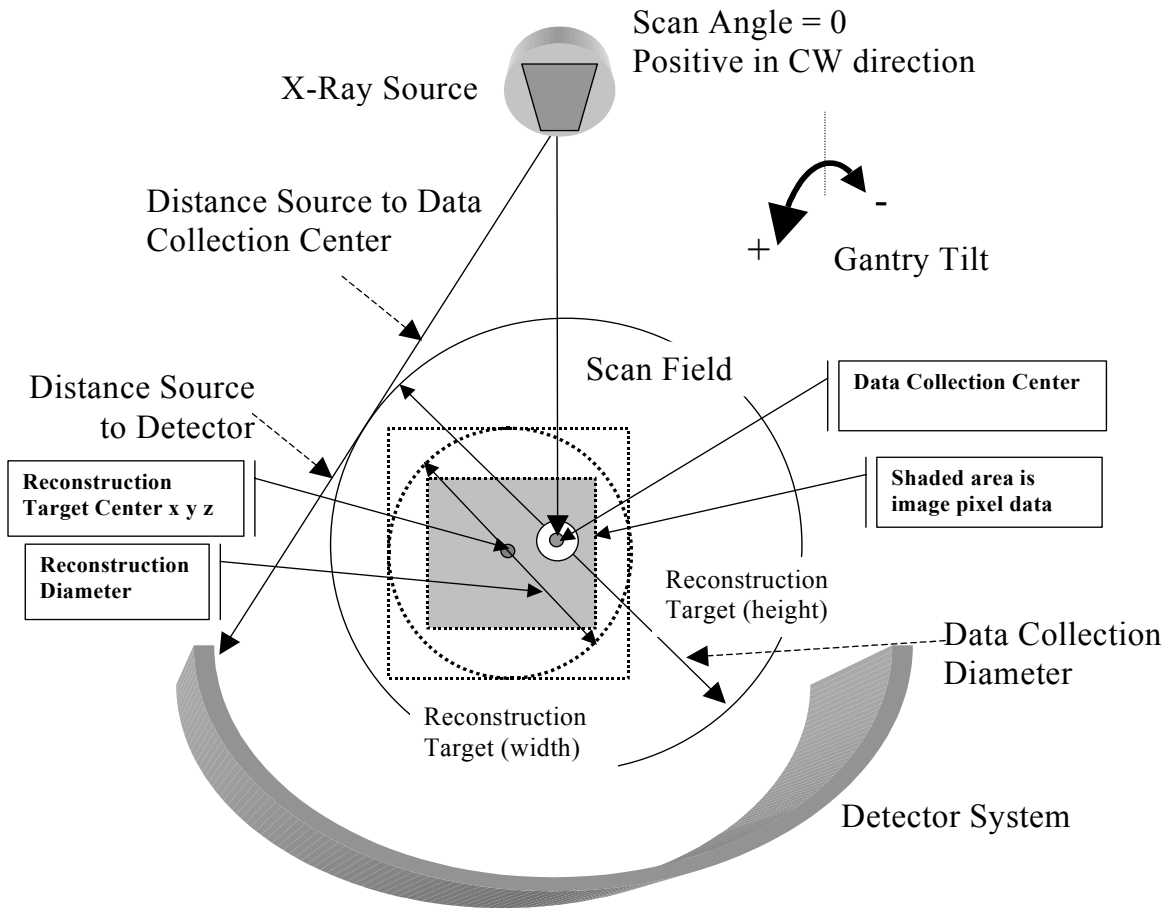 Scan Angle = 0
Positive in CW direction
X-Ray Source
Distance Source to Data
Collection Center
-
+
Gantry Tilt
Scan Field
Data Collection Center
Distance Source
to Detector
Reconstruction
Target Center x y z
Shaded area is
image pixel data
Reconstruction
Diameter
Reconstruction
Target (height)
Data Collection
Diameter
Reconstruction
Target (width)
Detector System